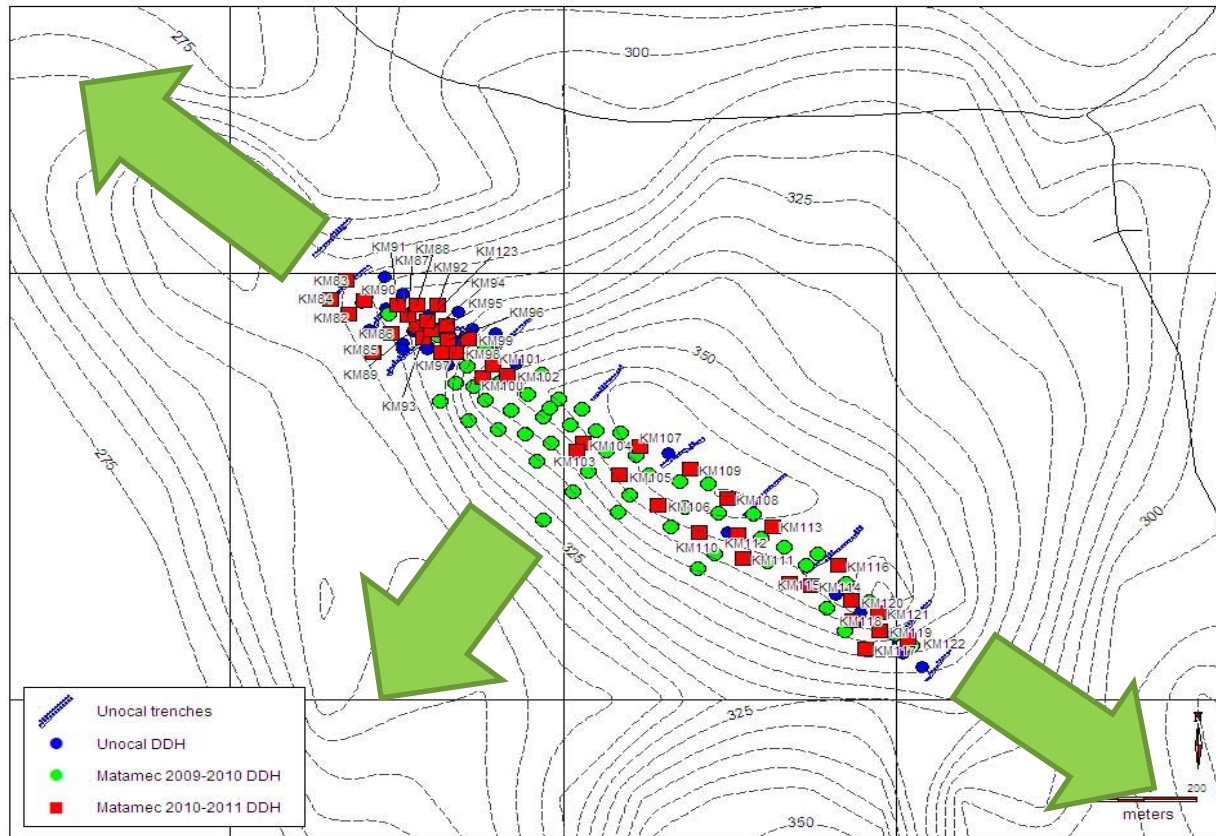 275
300
325
350
KM91
KM88
KM123
KM87
KM92
KM83
KM94
KM90
KM84
KM95
KM82
KM96
KM86
KM99
KM85
KM98
KM97
KM101
KM89
KM102
KM100
KM93
275
KM107
KM104
KM103
KM109
KM105
KM108
KM106
300
KM113
KM112
KM110
325
KM111
KM116
KM115
KM114
KM120
KM121
KM118
KM119
KM122
KM117
325
Unocal trenches
Unocal DDH
Matamec 2009-2010 DDH
Matamec 2010-2011 DDH
200
meters
350